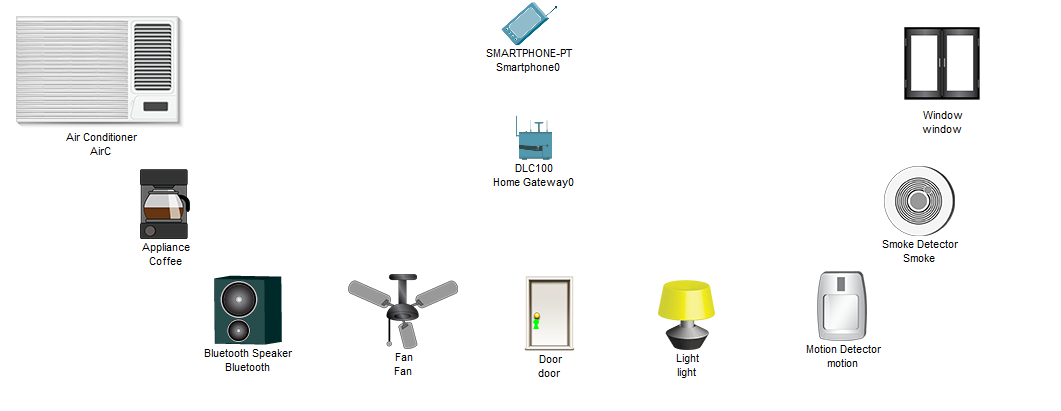 SMARTPHONE-PT
Smartphone0
Window
window
Air Conditioner
AirC
DLC100
Home Gateway0
Appliance
Coffee
Smoke Detector
Smoke
Bluetooth Speaker
Bluetooth
Fan
Fan
Door
door
Light
light
Motion Detector
motion